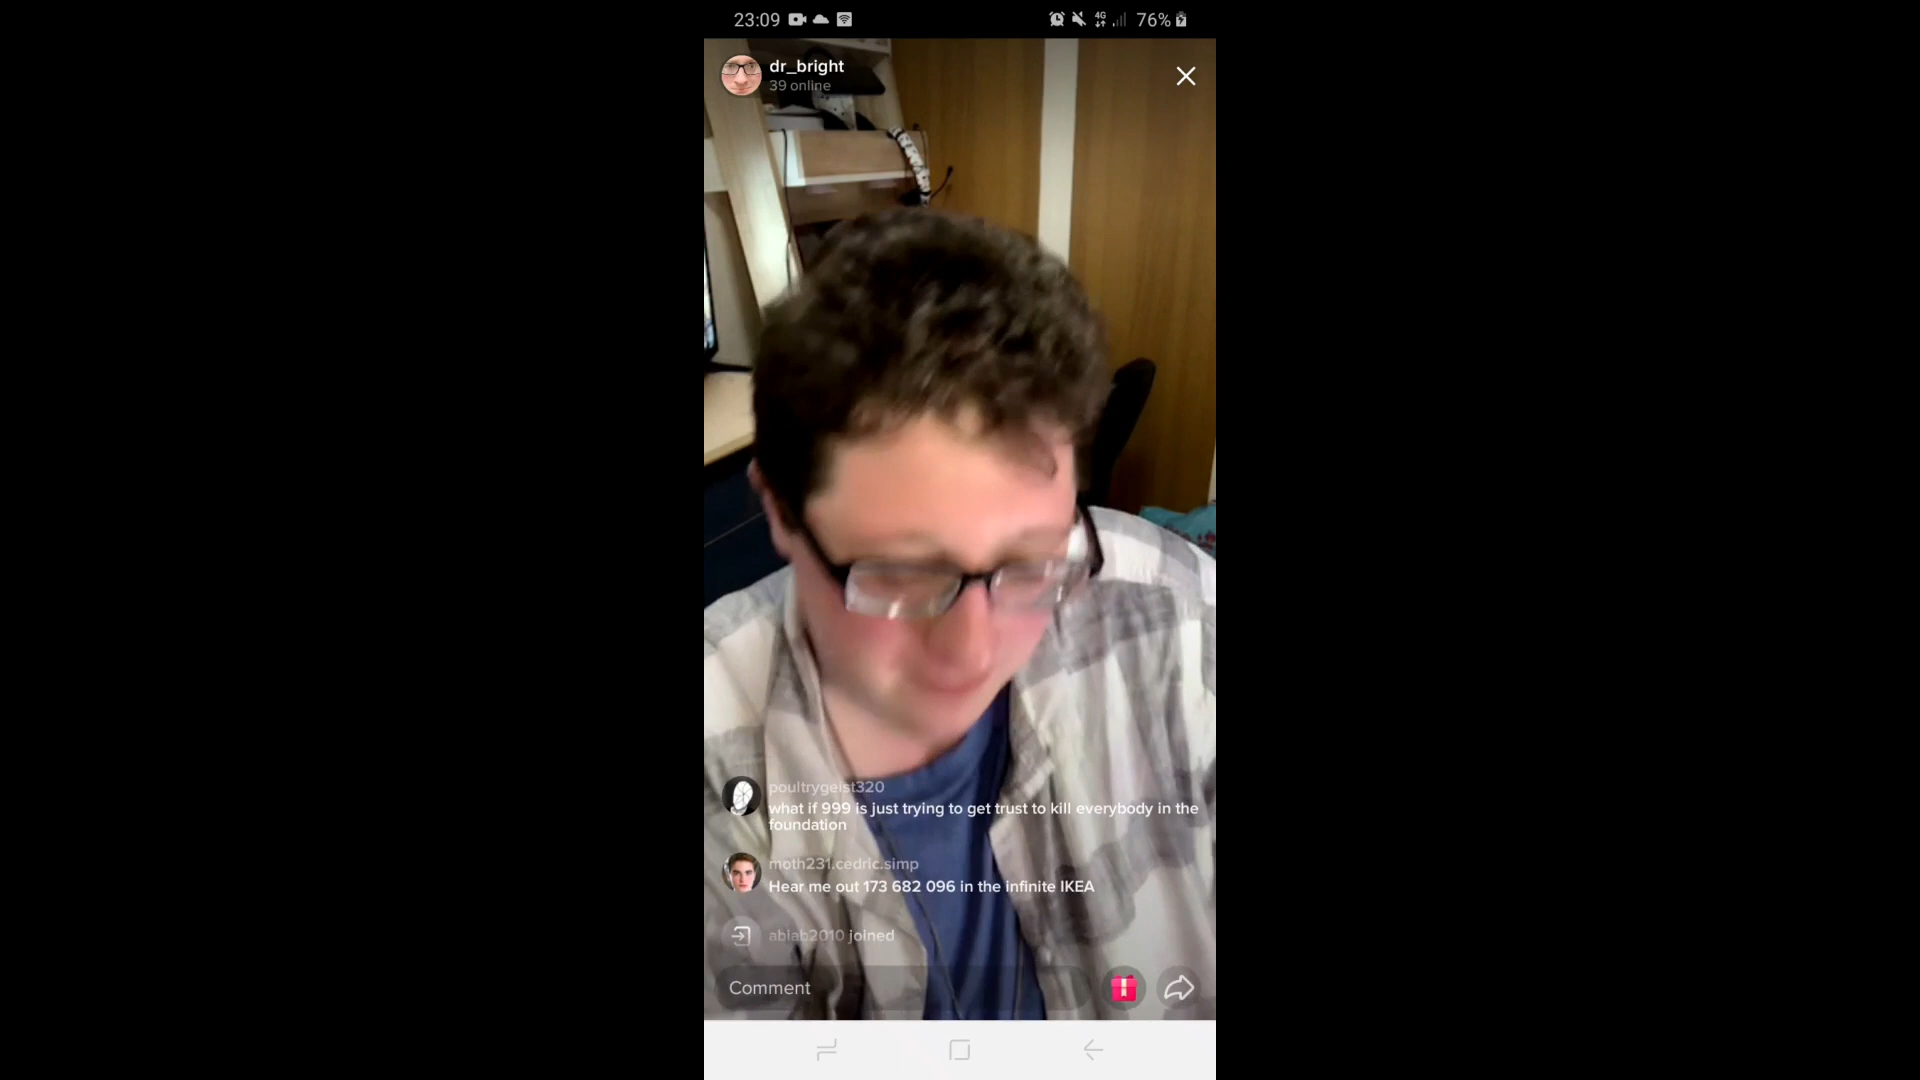 23:09
4G
76%
dr_bright
39 online
poultrygeist320
what if 999 is just trying to get trust to kill everybody in the
foundation
moth231.cedric.simp
Hear me out 173 682 096 in the infinite IKEA
abiab2010 joined
Comment